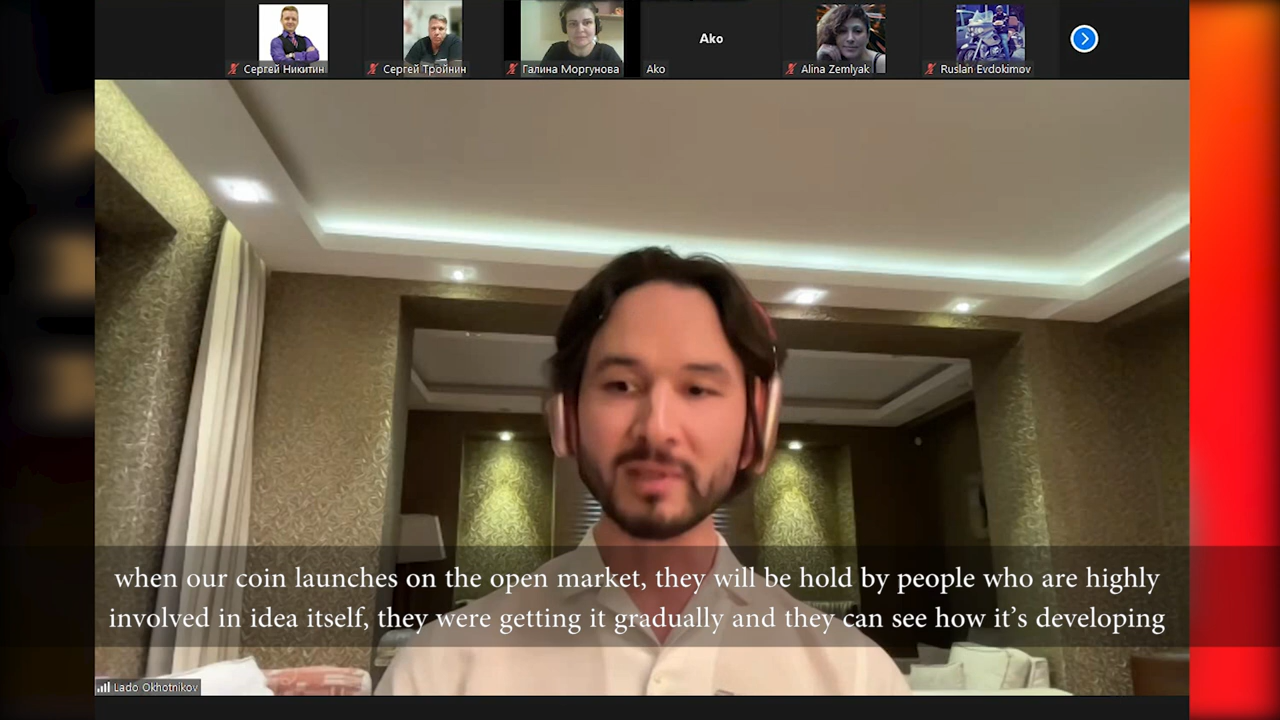 Сергей Никитин
Сергей Тройнин
Галина Моргунова
Ako
Ako
Alina Zemlyak
Ruslan Evdokimov
when our coin launches on the open market, they will be hold by people who are highly
involved in idea itself, they were getting it gradually and they can see how it’s developing
Lado Okhotnikov